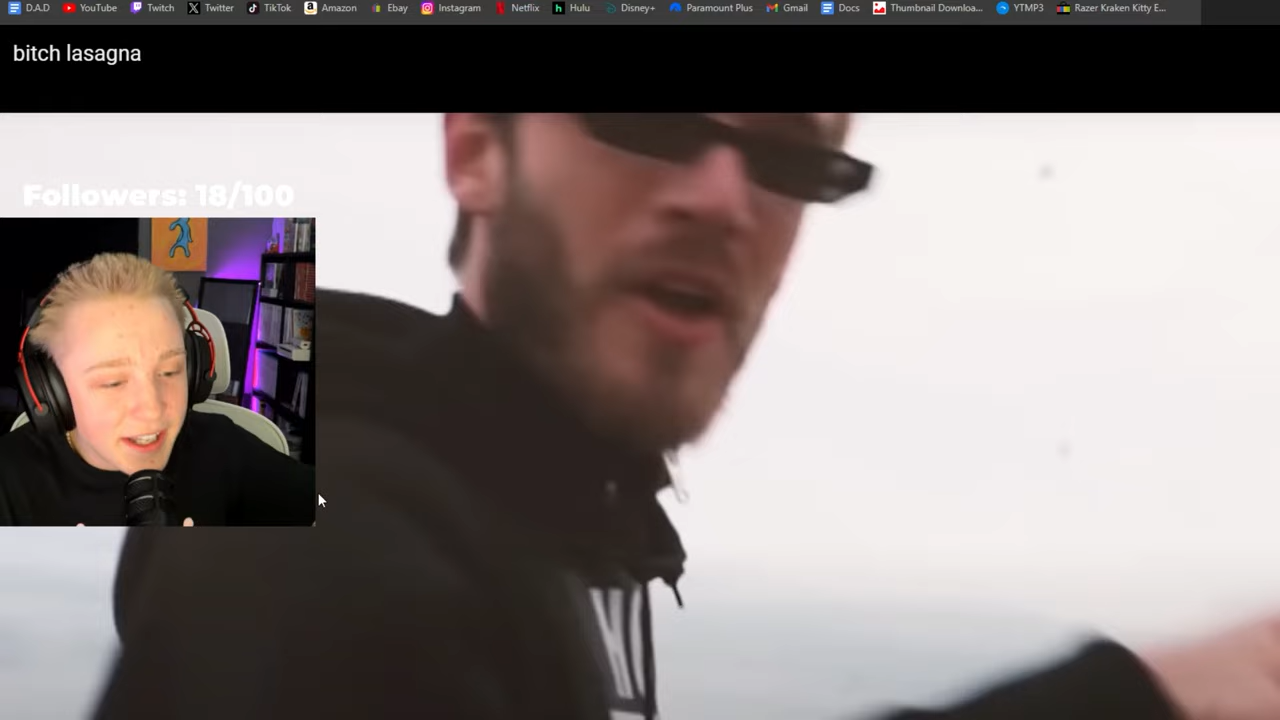 D.A.D YouTube Twitch Twitter TikTok Amazon Ebay Instagram Netflix Hulu Disney+ Paramount Plus Gmail Docs Thumbnail Downloa... YTMP3 Razer Kraken Kitty E...
bitch lasagna
Followers: 18/100